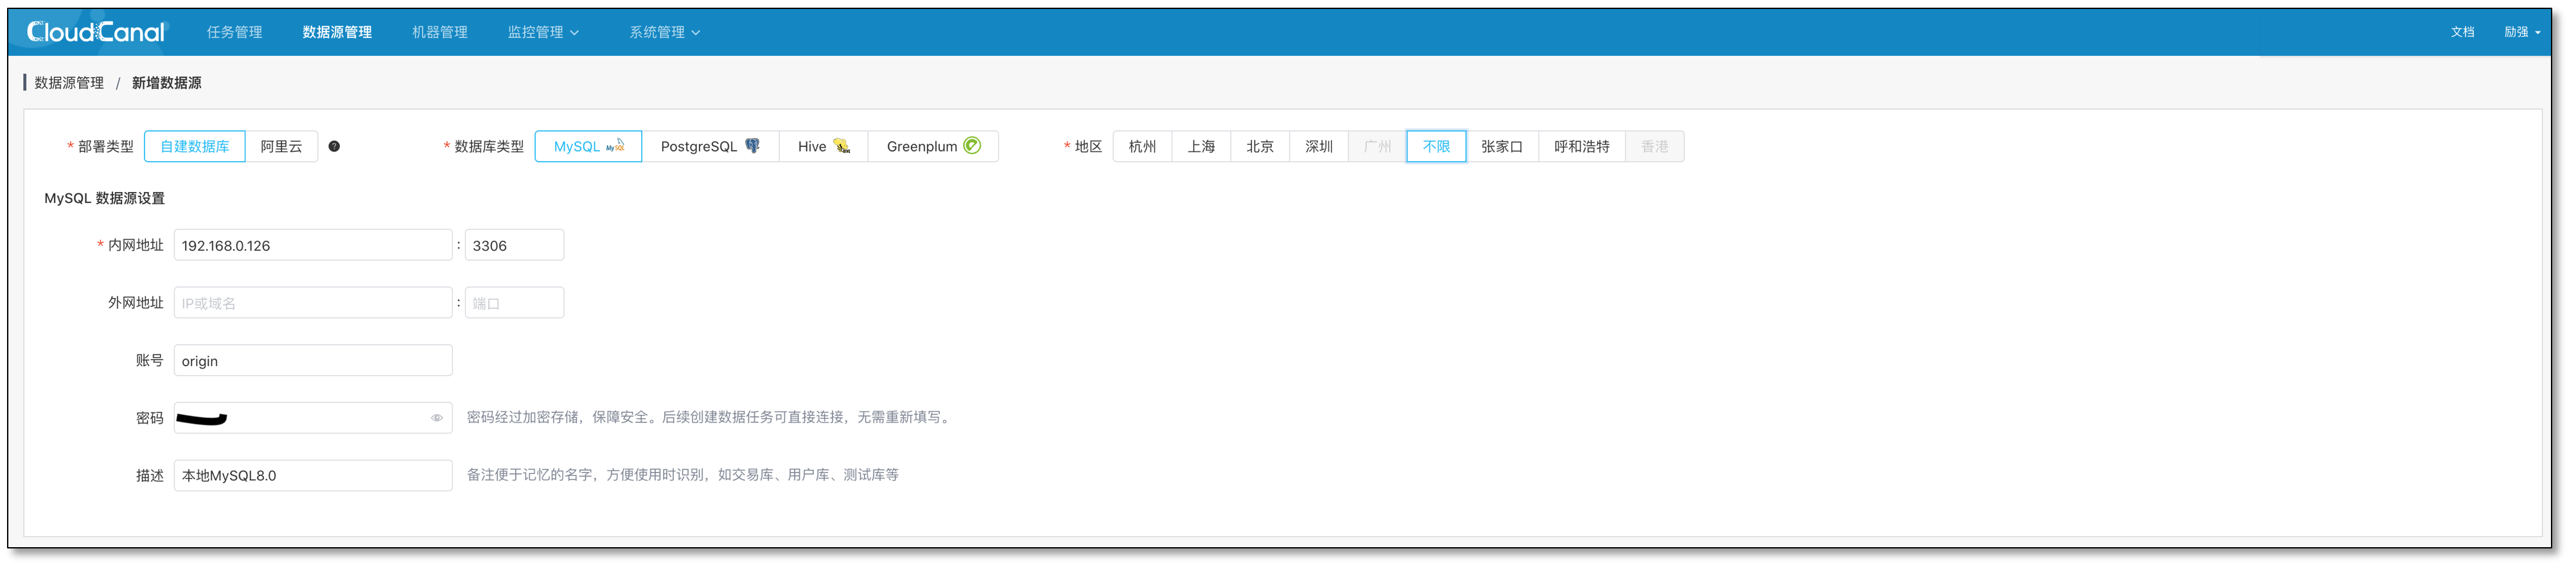 CloudCanal 任务管理 数据源管理 机器管理 监控管理 系统管理 文档 励强
数据源管理 / 新增数据源
* 部署类型 自建数据库 阿里云 ? * 数据库类型 MySQL PostgreSQL Hive Greenplum * 地区 杭州 上海 北京 深圳 广州 不限 张家口 呼和浩特 香港
MySQL 数据源设置
* 内网地址 192.168.0.126 : 3306
外网地址 IP或域名 : 端口
账号 origin
密码 密码经过加密存储，保障安全。后续创建数据任务可直接连接，无需重新填写。
描述 本地MySQL8.0 备注便于记忆的名字，方便使用时识别，如交易库、用户库、测试库等